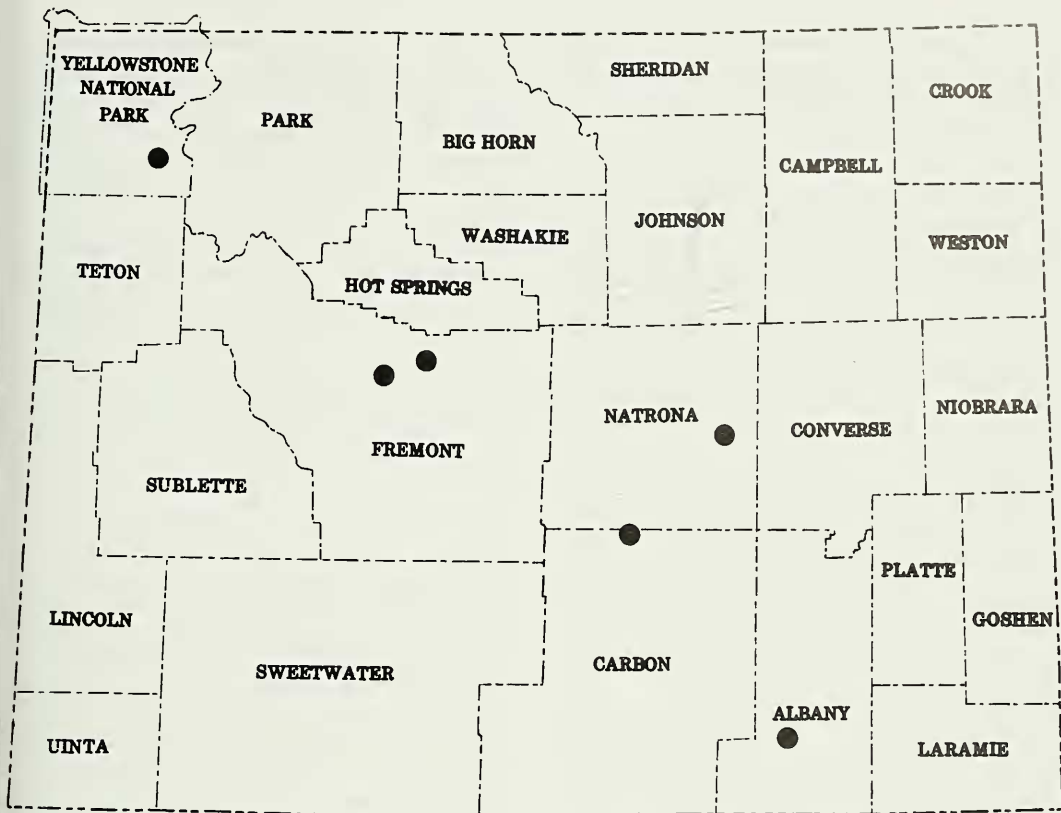 YELLOWSTONE
NATIONAL
PARK
PARK
BIG HORN
SHERIDAN
CROOK
CAMPBELL
JOHNSON
WASHAKIE
WESTON
TETON
HOT SPRINGS
NATRONA
NIOBRARA
CONVERSE
FREMONT
SUBLETTE
PLATTE
LINCOLN
GOSHEN
CARBON
SWEETWATER
ALBANY
UINTA
LARAMIE